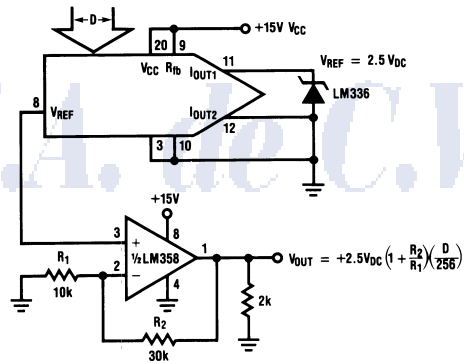 D
+15V VCC
20 9
VCC Rfb
IOUT1
11
VREF = 2.5 VDC
LM336
8
VREF
IOUT2
12
3 10
.A. de C.V
+15V
3
+
8
½ LM358
1
VOUT = +2.5VDC (1 + R2/R1)(D/256)
R1
2
−
4
10k
2k
R2
30k